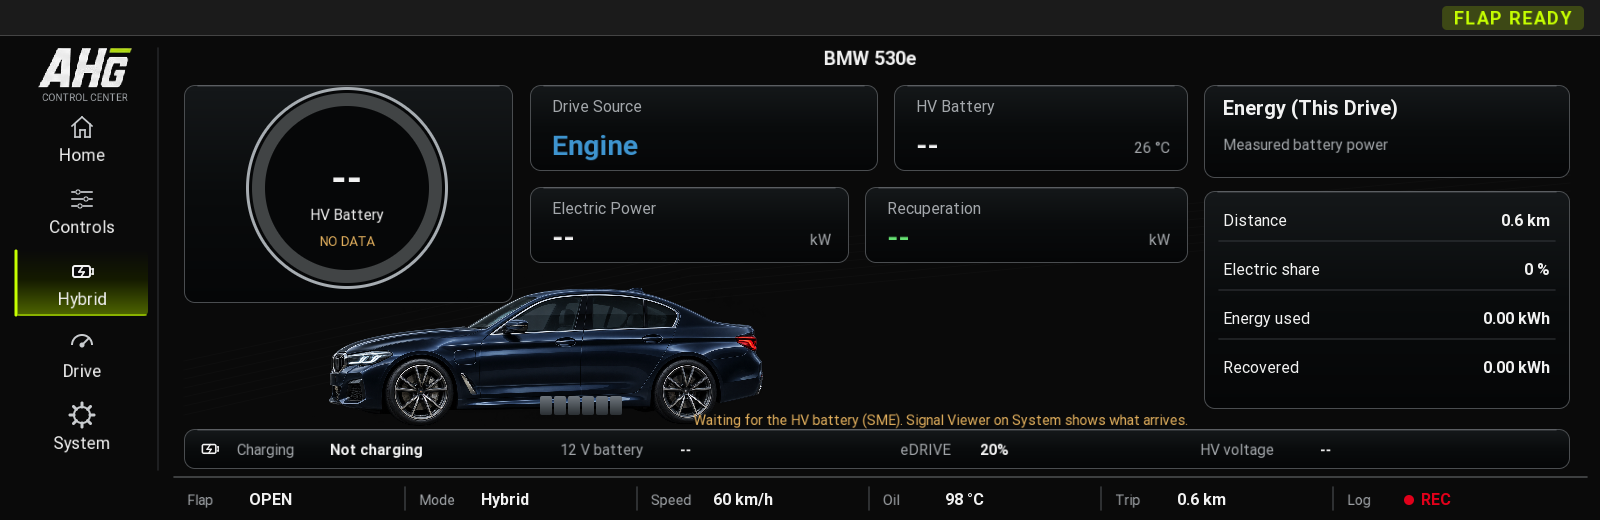 FLAP READY
AHG
CONTROL CENTER
BMW 530e
Home
Controls
Hybrid
Drive
System
--
HV Battery
NO DATA
Drive Source
Engine
HV Battery
-- 26 °C
Electric Power
-- kW
Recuperation
-- kW
Energy (This Drive)
Measured battery power
Distance 0.6 km
Electric share 0 %
Energy used 0.00 kWh
Recovered 0.00 kWh
Waiting for the HV battery (SME). Signal Viewer on System shows what arrives.
Charging Not charging 12 V battery -- eDRIVE 20% HV voltage --
Flap OPEN Mode Hybrid Speed 60 km/h Oil 98 °C Trip 0.6 km Log REC